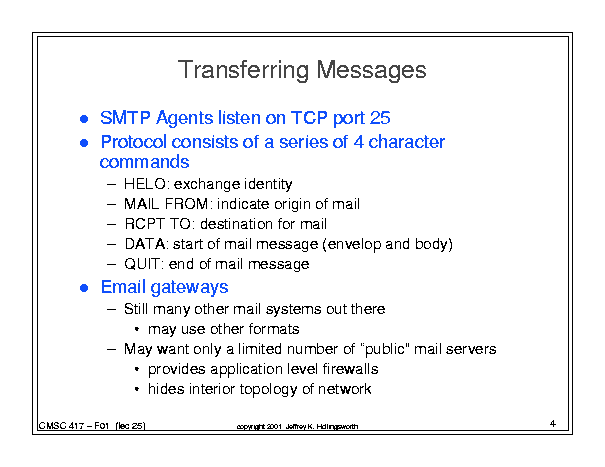 Transferring Messages
● SMTP Agents listen on TCP port 25
● Protocol consists of a series of 4 character
commands
– HELO: exchange identity
– MAIL FROM: indicate origin of mail
– RCPT TO: destination for mail
– DATA: start of mail message (envelop and body)
– QUIT: end of mail message
● Email gateways
– Still many other mail systems out there
• may use other formats
– May want only a limited number of “public” mail servers
• provides application level firewalls
• hides interior topology of network
CMSC 417 – F01 (lec 25)
copyright 2001 Jeffrey K. Hollingsworth
4